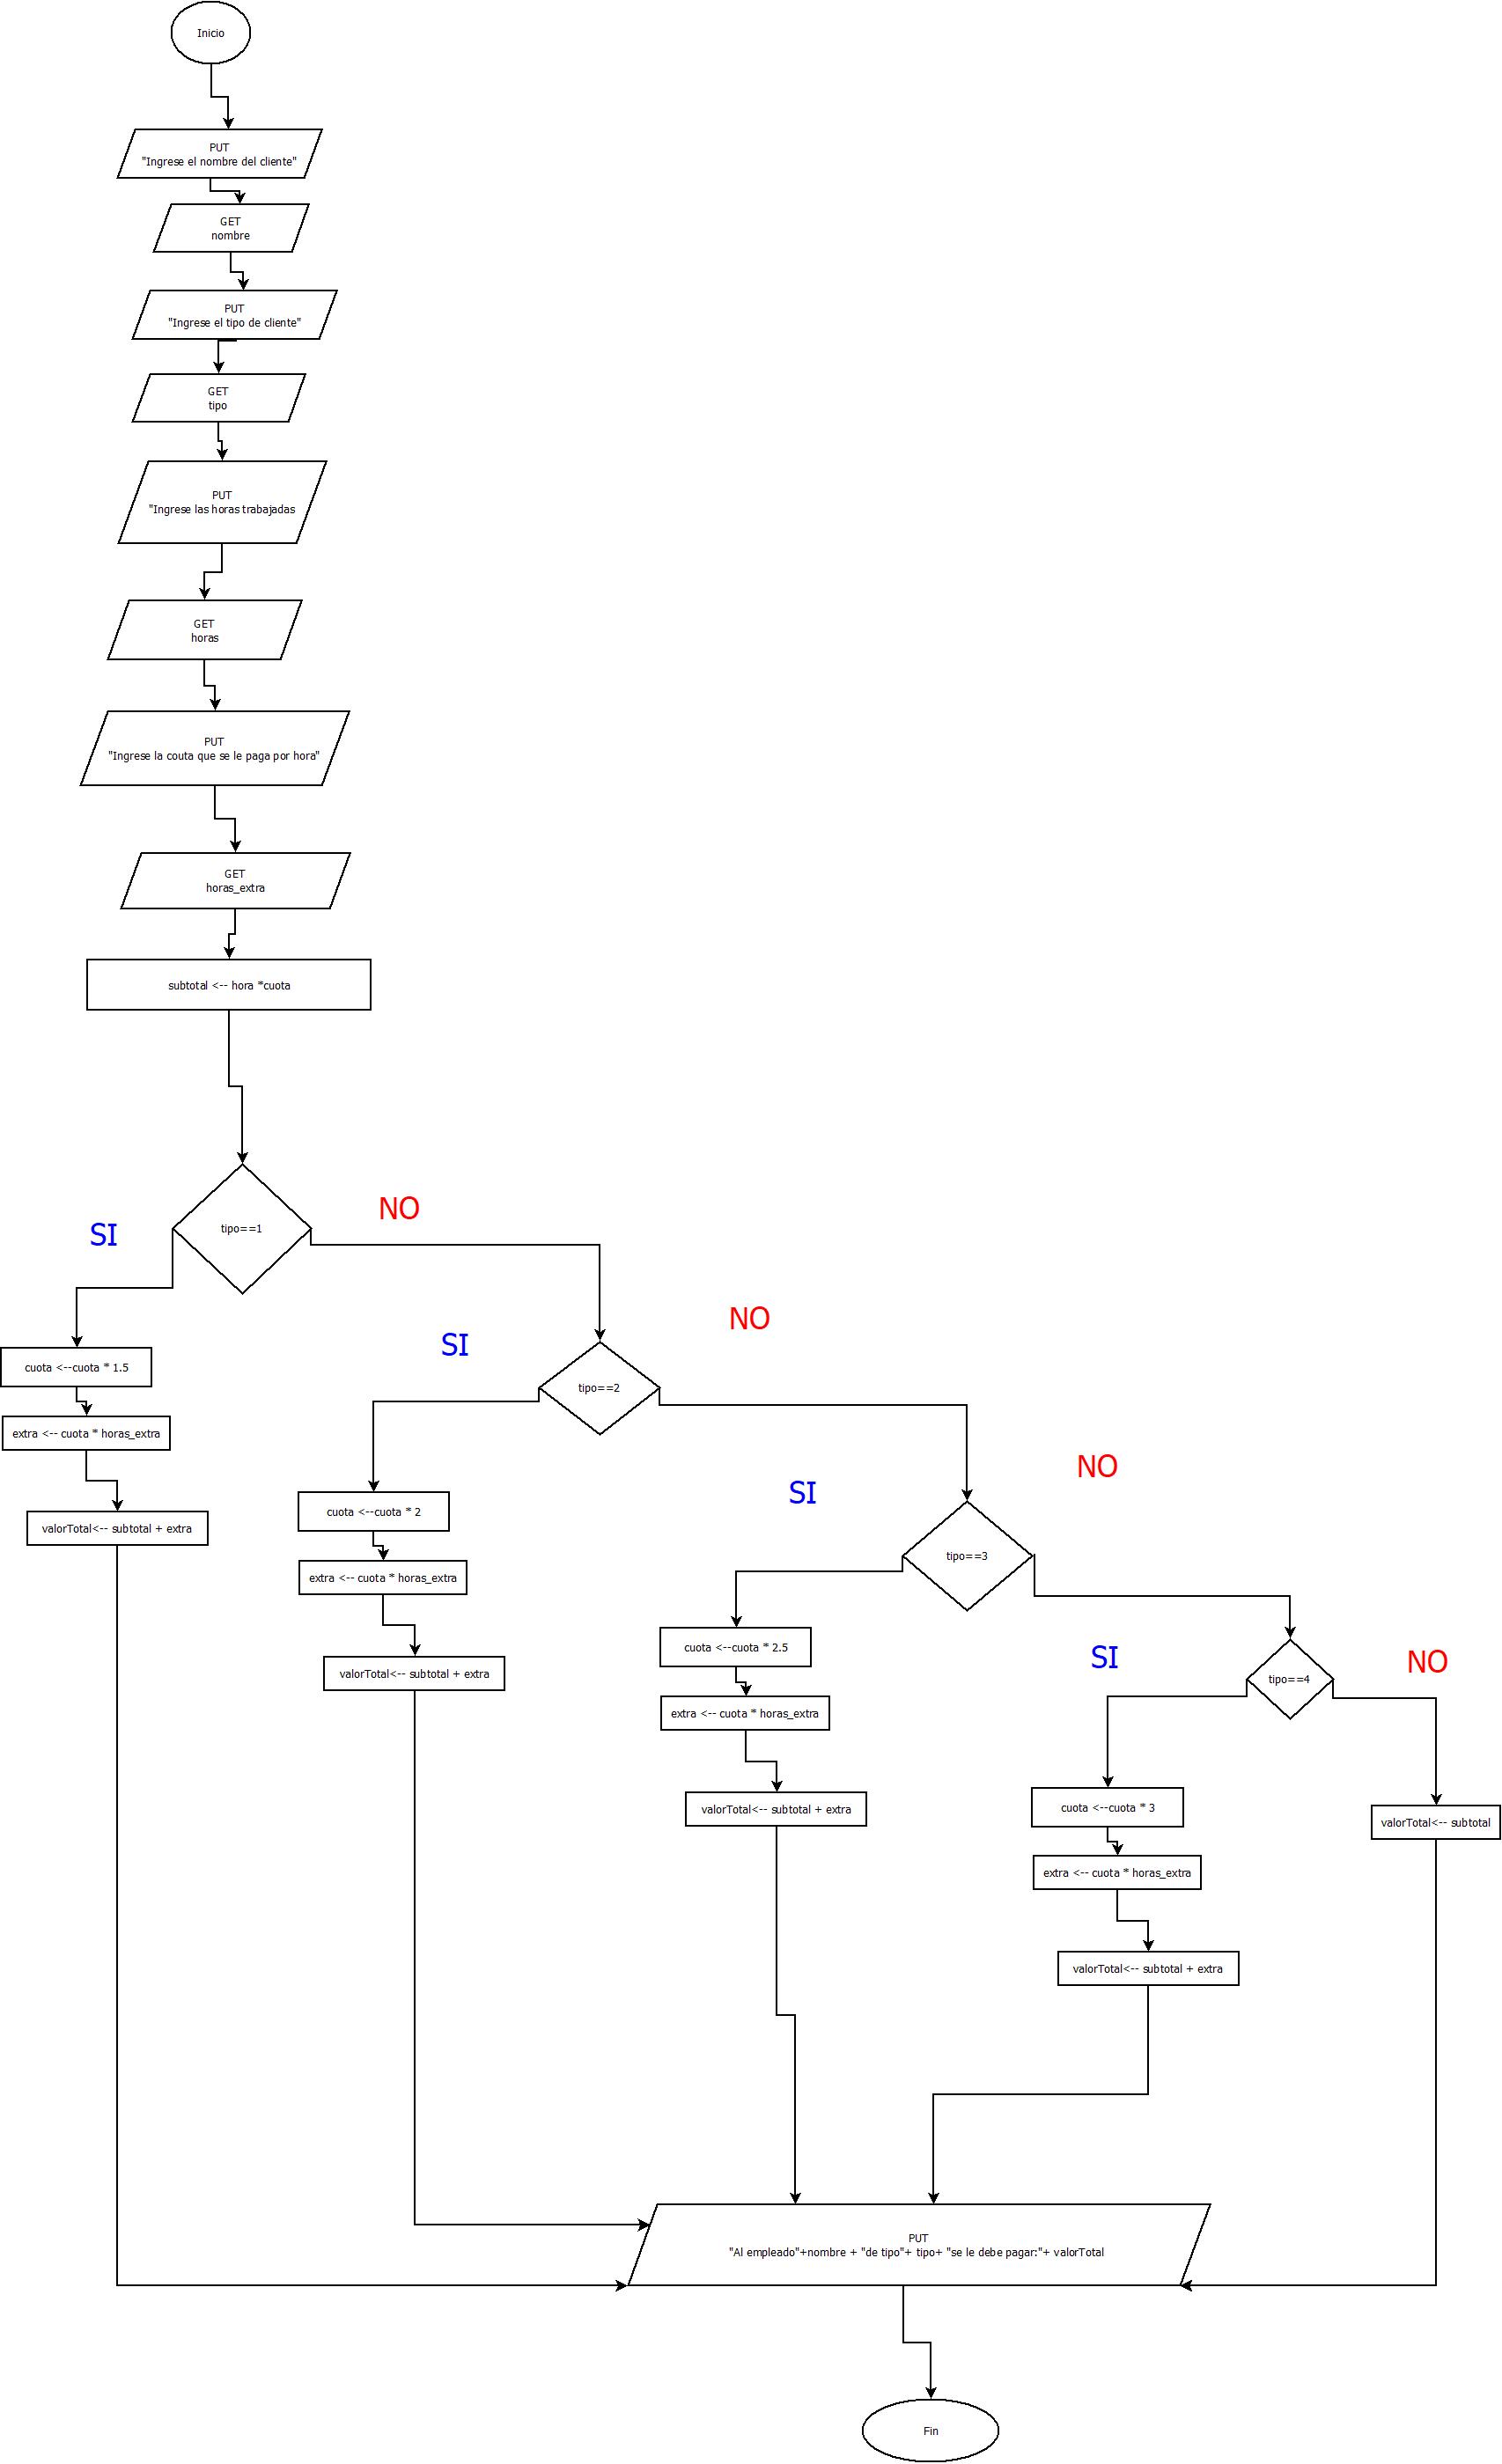 Inicio
PUT
"Ingrese el nombre del cliente"
GET
nombre
PUT
"Ingrese el tipo de cliente"
GET
tipo
PUT
"Ingrese las horas trabajadas
GET
horas
PUT
"Ingrese la couta que se le paga por hora"
GET
horas_extra
subtotal <-- hora *cuota
tipo==1
SI
NO
cuota <--cuota * 1.5
extra <-- cuota * horas_extra
valorTotal<-- subtotal + extra
tipo==2
SI
NO
cuota <--cuota * 2
extra <-- cuota * horas_extra
valorTotal<-- subtotal + extra
tipo==3
SI
NO
cuota <--cuota * 2.5
extra <-- cuota * horas_extra
valorTotal<-- subtotal + extra
tipo==4
SI
NO
cuota <--cuota * 3
extra <-- cuota * horas_extra
valorTotal<-- subtotal + extra
valorTotal<-- subtotal
PUT
"Al empleado"+nombre + "de tipo"+ tipo+ "se le debe pagar:"+ valorTotal
Fin